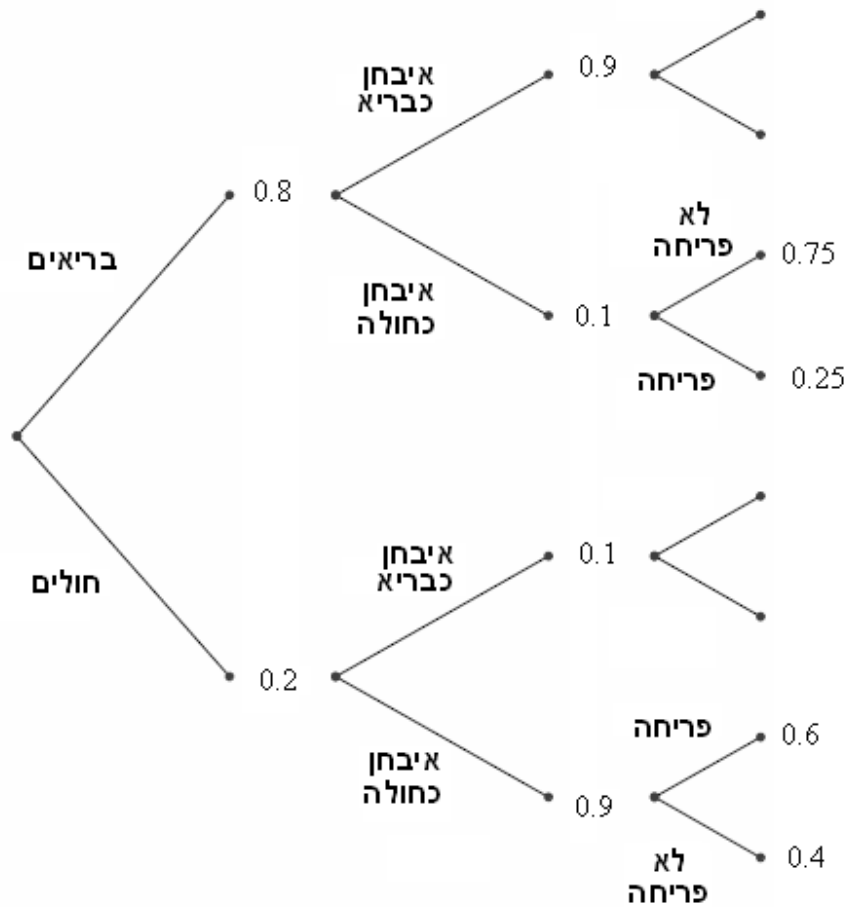 איבחן
כבריא
0.9
0.8
לא
פריחה
0.75
בריאים
איבחן
כחולה
0.1
פריחה
0.25
איבחן
כבריא
0.1
חולים
0.2
פריחה
0.6
איבחן
כחולה
0.9
לא
פריחה
0.4